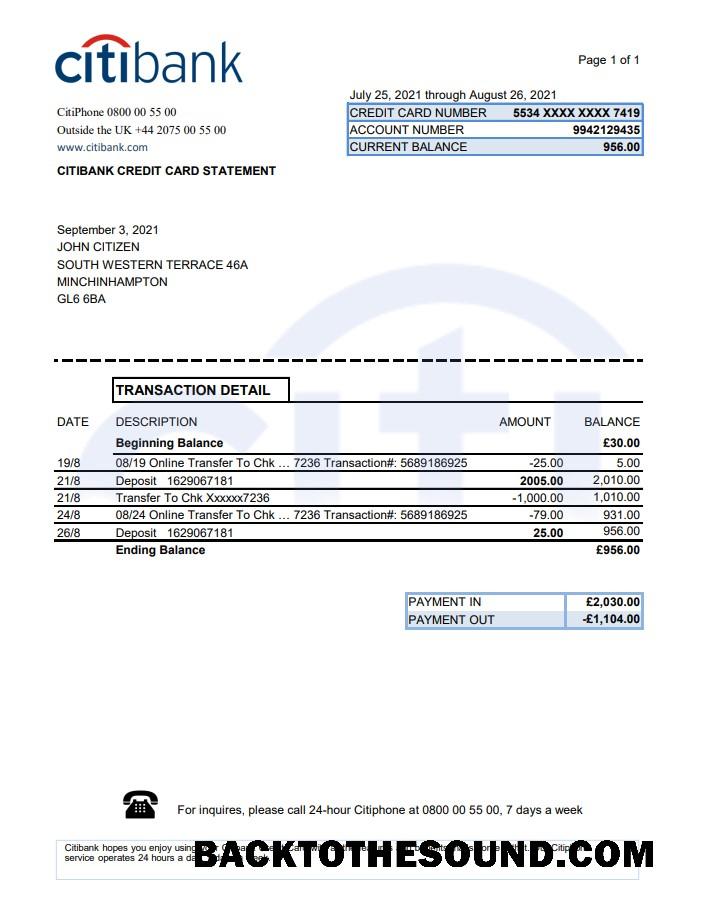 citibank
Page 1 of 1
July 25, 2021 through August 26, 2021
CitiPhone 0800 00 55 00
CREDIT CARD NUMBER 5534 XXXX XXXX 7419
Outside the UK +44 2075 00 55 00
ACCOUNT NUMBER 9942129435
www.citibank.com
CURRENT BALANCE 956.00
CITIBANK CREDIT CARD STATEMENT
September 3, 2021
JOHN CITIZEN
SOUTH WESTERN TERRACE 46A
MINCHINHAMPTON
GL6 6BA
citi
TRANSACTION DETAIL
DATE DESCRIPTION AMOUNT BALANCE
Beginning Balance £30.00
19/8 08/19 Online Transfer To Chk ... 7236 Transaction#: 5689186925 -25.00 5.00
21/8 Deposit 1629067181 2005.00 2,010.00
21/8 Transfer To Chk Xxxxxx7236 -1,000.00 1,010.00
24/8 08/24 Online Transfer To Chk ... 7236 Transaction#: 5689186925 -79.00 931.00
26/8 Deposit 1629067181 25.00 956.00
Ending Balance £956.00
PAYMENT IN £2,030.00
PAYMENT OUT -£1,104.00
For inquires, please call 24-hour Citiphone at 0800 00 55 00, 7 days a week
Citibank hopes you enjoy using
service operates 24 hours a day
BACKTOTHESOUND.COM